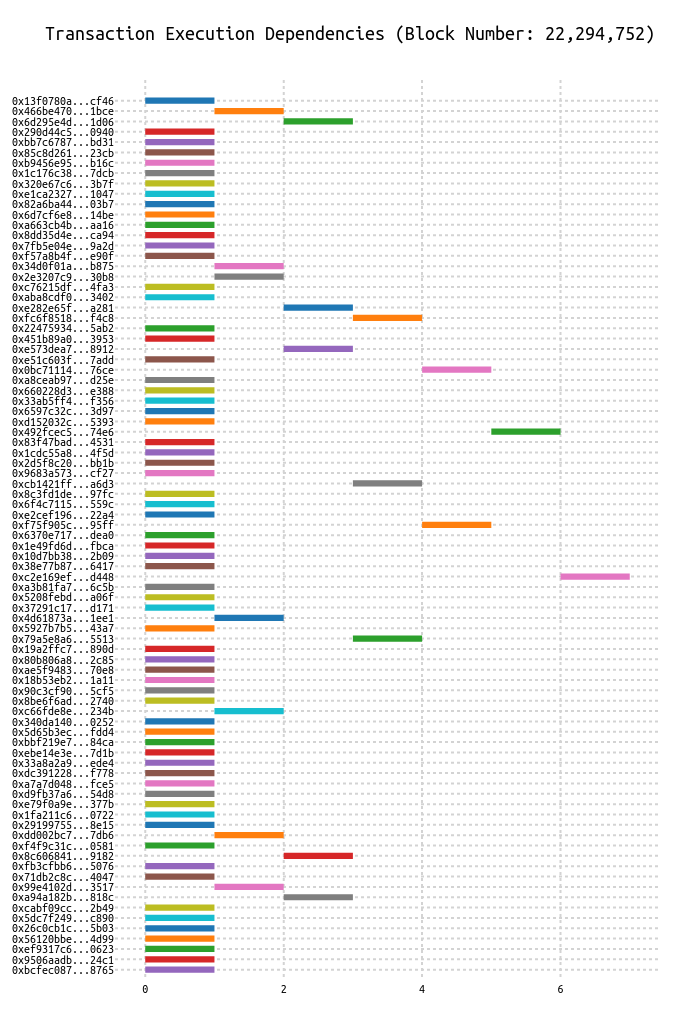 Transaction Execution Dependencies (Block Number: 22,294,752)
0x13f0780a...cf46
0x466be470...1bce
0x6d295e4d...1d06
0x290d44c5...0940
0xbb7c6787...bd31
0x85c8d261...23cb
0xb9456e95...b16c
0x1c176c38...7dcb
0x320e67c6...3b7f
0xe1ca2327...1047
0x82a6ba44...03b7
0x6d7cf6e8...14be
0xa663cb4b...aa16
0x8dd35d4e...ca94
0x7fb5e04e...9a2d
0xf57a8b4f...e90f
0x34d0f01a...b875
0x2e3207c9...30b8
0xc76215df...4fa3
0xaba8cdf0...3402
0xe282e65f...a281
0xfc6f8518...f4c8
0x22475934...5ab2
0x451b89a0...3953
0xe573dea7...8912
0xe51c603f...7add
0x0bc71114...76ce
0xa8ceab97...d25e
0x660228d3...e388
0x33ab5ff4...f356
0x6597c32c...3d97
0xd152032c...5393
0x492fcec5...74e6
0x83f47bad...4531
0x1cdc55a8...4f5d
0x2d5f8c20...bb1b
0x9683a573...cf27
0xcb1421ff...a6d3
0x8c3fd1de...97fc
0x6f4c7115...559c
0xe2cef196...22a4
0xf75f905c...95ff
0x6370e717...dea0
0x1e49fd6d...fbca
0x10d7bb38...2b09
0x38e77b87...6417
0xc2e169ef...d448
0xa3b81fa7...6c5b
0x5208febd...a06f
0x37291c17...d171
0x4d61873a...1ee1
0x5927b7b5...43a7
0x79a5e8a6...5513
0x19a2ffc7...890d
0x80b806a8...2c85
0xae5f9483...70e8
0x18b53eb2...1a11
0x90c3cf90...5cf5
0x8be6f6ad...2740
0xc66fde8e...234b
0x340da140...0252
0x5d65b3ec...fdd4
0xbbf219e7...84ca
0xebe14e3e...7d1b
0x33a8a2a9...ede4
0xdc391228...f778
0xa7a7d048...fce5
0xd9fb37a6...54d8
0xe79f0a9e...377b
0x1fa211c6...0722
0x29199755...8e15
0xdd002bc7...7db6
0xf4f9c31c...0581
0x8c606841...9182
0xfb3cfbb6...5076
0x71db2c8c...4047
0x99e4102d...3517
0xa94a182b...818c
0xcabf09cc...2b49
0x5dc7f249...c890
0x26c0cb1c...5b03
0x56120bbe...4d99
0xef9317c6...0623
0x9506aadb...24c1
0xbcfec087...8765
0 2 4 6